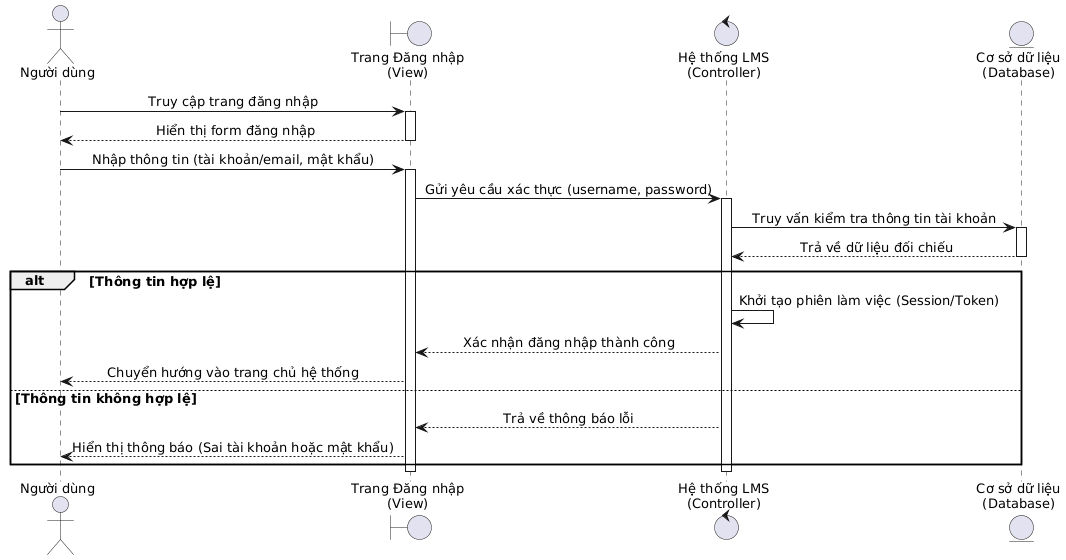 Người dùng
Trang Đăng nhập
(View)
Hệ thống LMS
(Controller)
Cơ sở dữ liệu
(Database)
Truy cập trang đăng nhập
Hiển thị form đăng nhập
Nhập thông tin (tài khoản/email, mật khẩu)
Gửi yêu cầu xác thực (username, password)
Truy vấn kiểm tra thông tin tài khoản
Trả về dữ liệu đối chiếu
alt [Thông tin hợp lệ]
Khởi tạo phiên làm việc (Session/Token)
Xác nhận đăng nhập thành công
Chuyển hướng vào trang chủ hệ thống
[Thông tin không hợp lệ]
Trả về thông báo lỗi
Hiển thị thông báo (Sai tài khoản hoặc mật khẩu)
Người dùng
Trang Đăng nhập
(View)
Hệ thống LMS
(Controller)
Cơ sở dữ liệu
(Database)